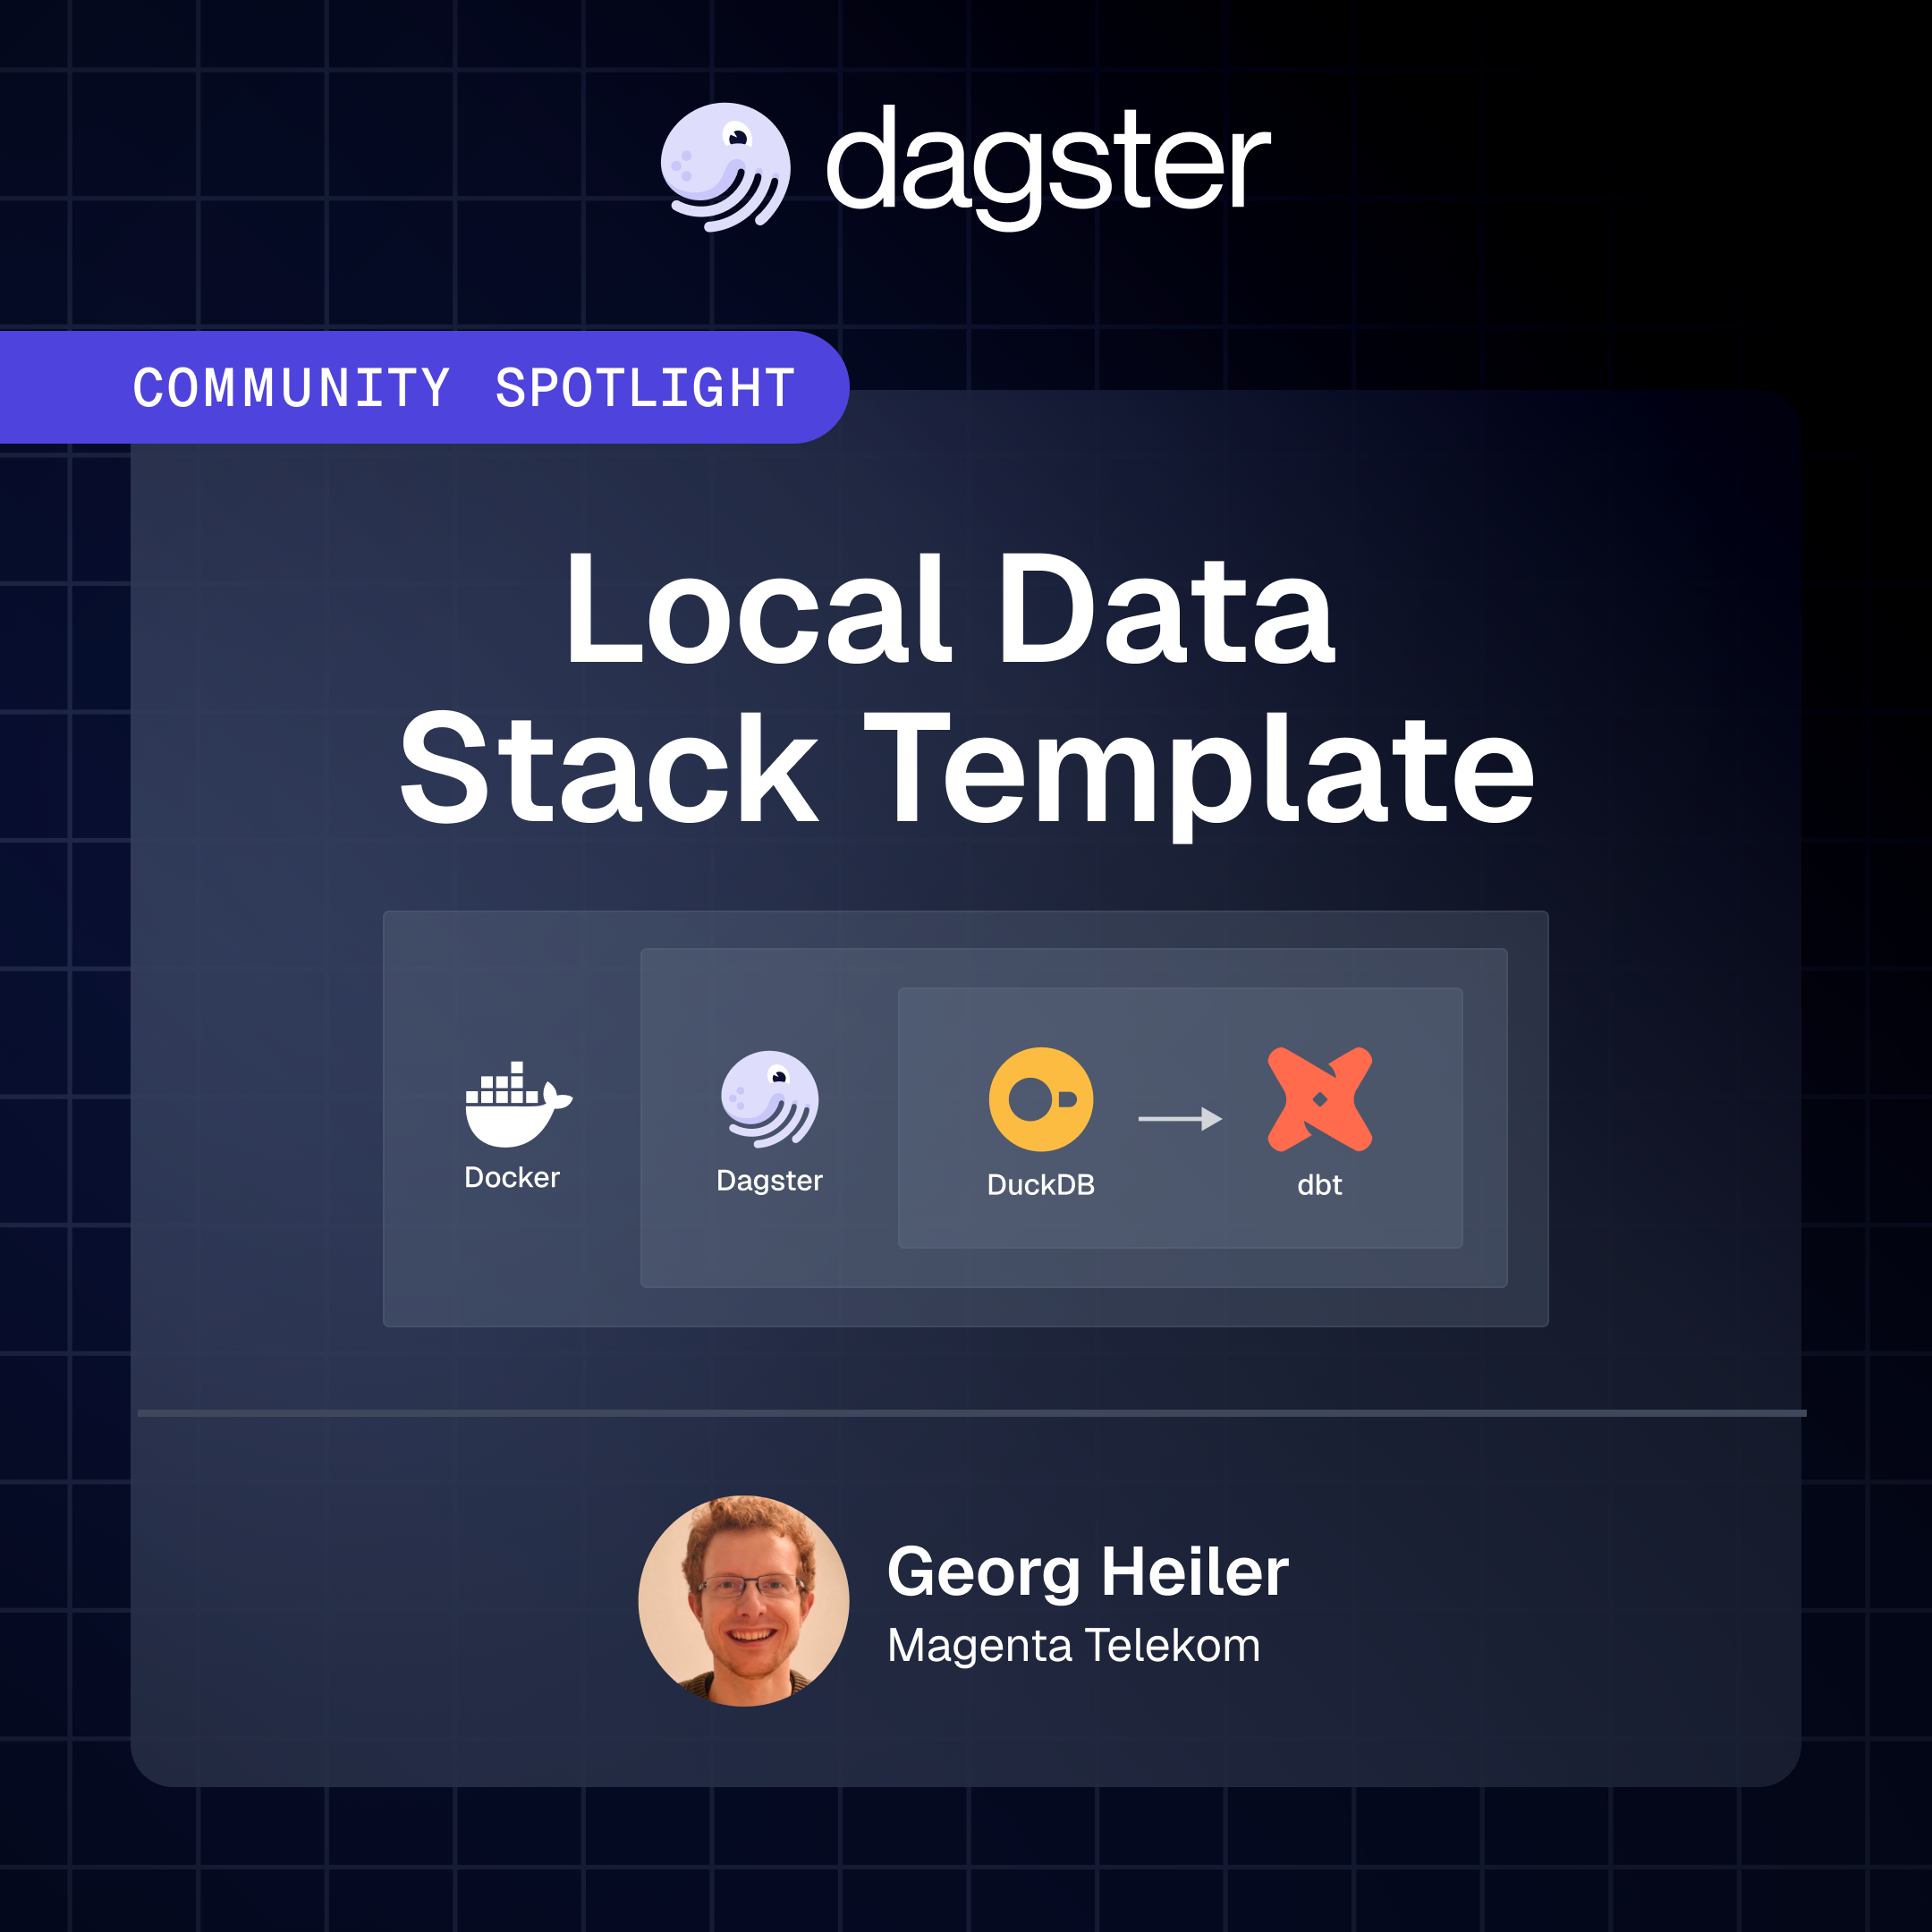 dagster
COMMUNITY SPOTLIGHT
Local Data
Stack Template
Docker
Dagster
DuckDB
dbt
Georg Heiler
Magenta Telekom